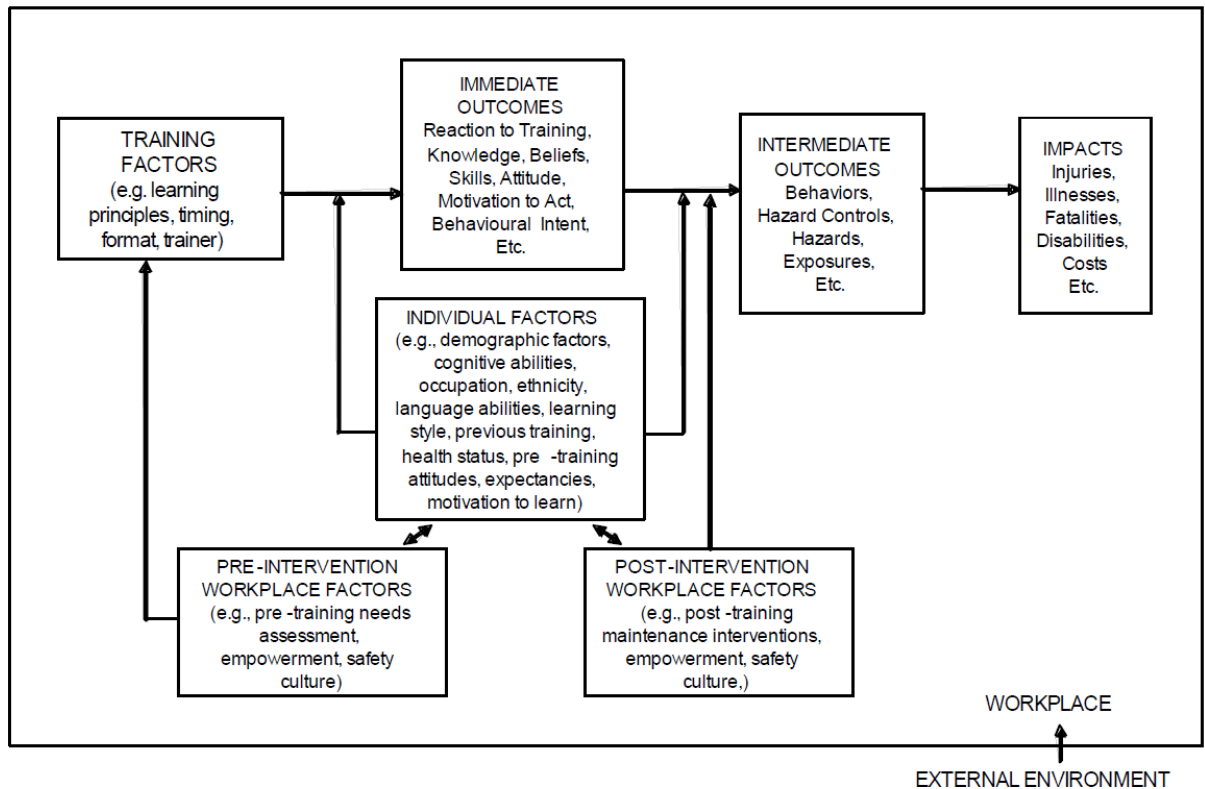 TRAINING
FACTORS
(e.g. learning
principles, timing,
format, trainer)
IMMEDIATE
OUTCOMES
Reaction to Training,
Knowledge, Beliefs,
Skills, Attitude,
Motivation to Act,
Behavioural Intent,
Etc.
INTERMEDIATE
OUTCOMES
Behaviors,
Hazard Controls,
Hazards,
Exposures,
Etc.
IMPACTS
Injuries,
Illnesses,
Fatalities,
Disabilities,
Costs
Etc.
INDIVIDUAL FACTORS
(e.g., demographic factors,
cognitive abilities,
occupation, ethnicity,
language abilities, learning
style, previous training,
health status, pre -training
attitudes, expectancies,
motivation to learn)
PRE-INTERVENTION
WORKPLACE FACTORS
(e.g., pre -training needs
assessment,
empowerment, safety
culture)
POST-INTERVENTION
WORKPLACE FACTORS
(e.g., post -training
maintenance interventions,
empowerment, safety
culture,)
WORKPLACE
EXTERNAL ENVIRONMENT